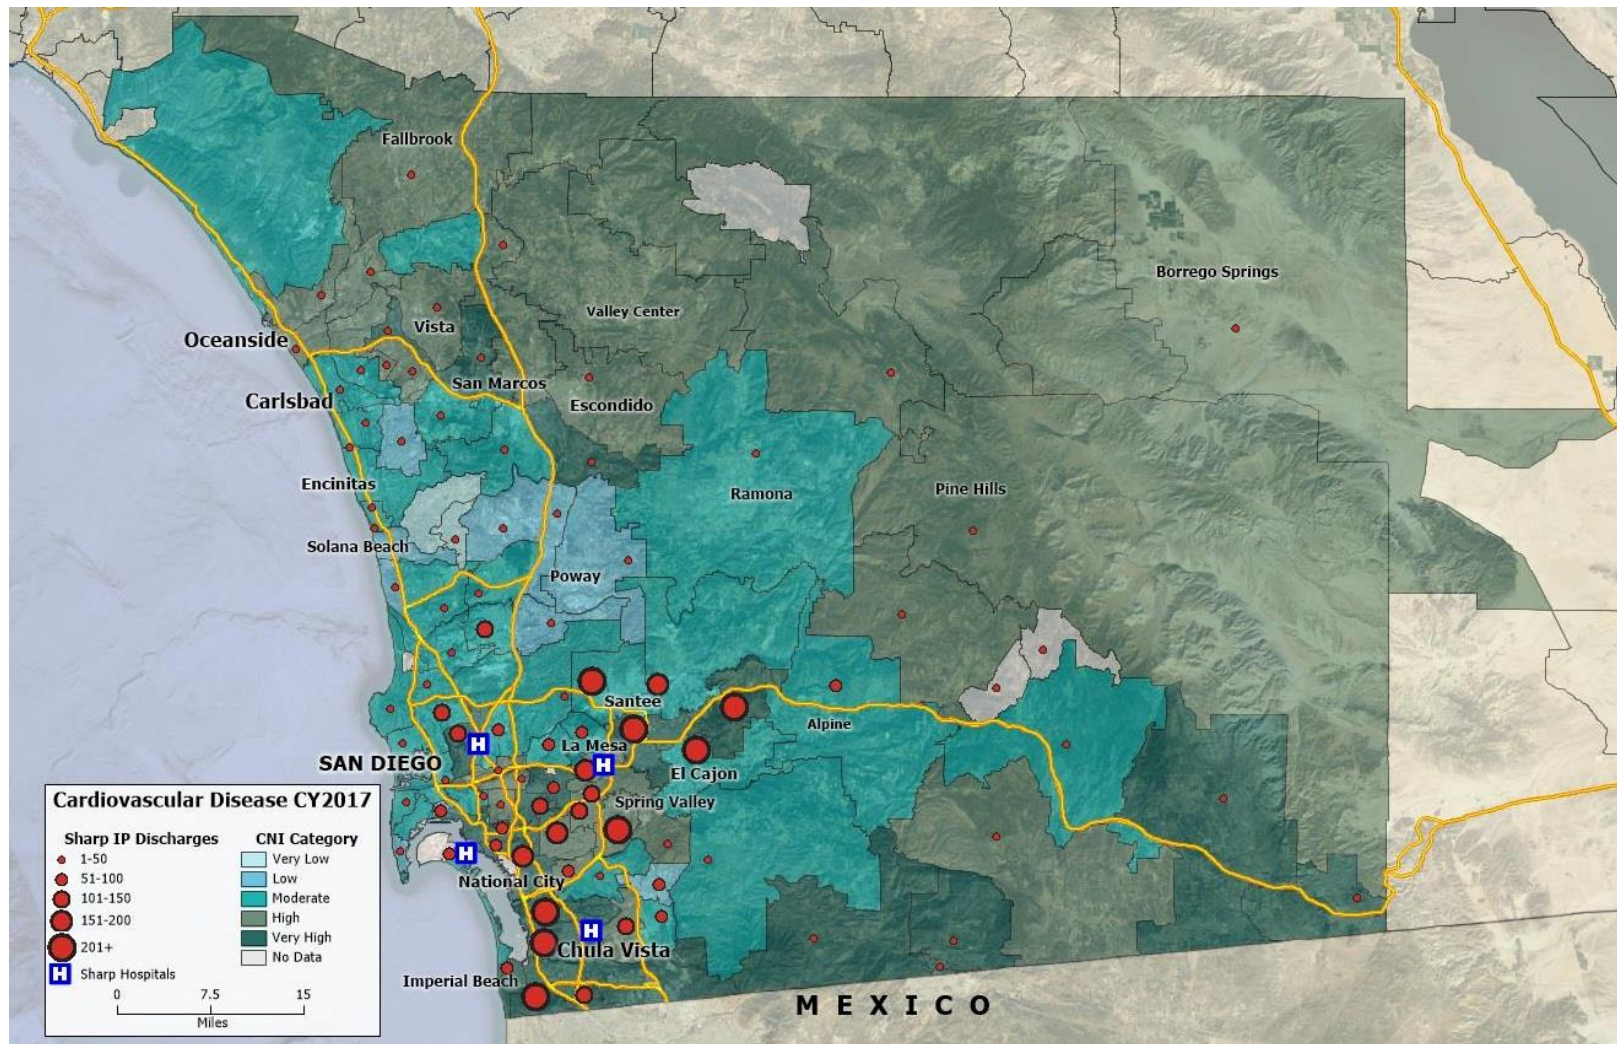 Fallbrook
Borrego Springs
Valley Center
Vista
Oceanside
San Marcos
Carlsbad
Escondido
Encinitas
Pine Hills
Ramona
Solana Beach
Poway
Santee
Alpine
La Mesa
SAN DIEGO
El Cajon
Spring Valley
National City
Chula Vista
Imperial Beach
MEXICO
H
H
H
H
Cardiovascular Disease CY2017
Sharp IP Discharges
1-50
51-100
101-150
151-200
201+
H Sharp Hospitals
CNI Category
Very Low
Low
Moderate
High
Very High
No Data
0 7.5 15
Miles